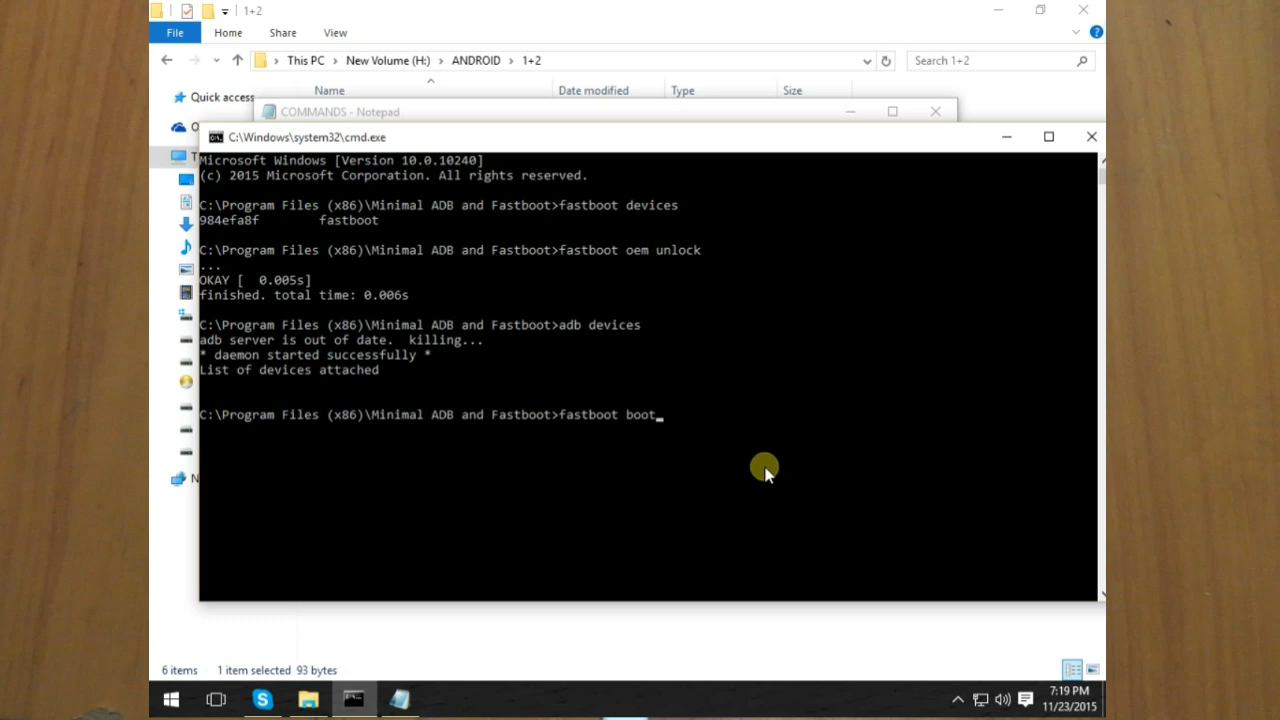 1+2
File Home Share View
This PC > New Volume (H:) > ANDROID > 1+2
Search 1+2
Name Date modified Type Size
Quick access
COMMANDS - Notepad
C:\Windows\system32\cmd.exe
Microsoft Windows [Version 10.0.10240]
(c) 2015 Microsoft Corporation. All rights reserved.
C:\Program Files (x86)\Minimal ADB and Fastboot>fastboot devices
984efa8f fastboot
C:\Program Files (x86)\Minimal ADB and Fastboot>fastboot oem unlock
...
OKAY [ 0.005s]
finished. total time: 0.006s
C:\Program Files (x86)\Minimal ADB and Fastboot>adb devices
adb server is out of date. killing...
* daemon started successfully *
List of devices attached
C:\Program Files (x86)\Minimal ADB and Fastboot>fastboot boot_
6 items 1 item selected 93 bytes
7:19 PM
11/23/2015